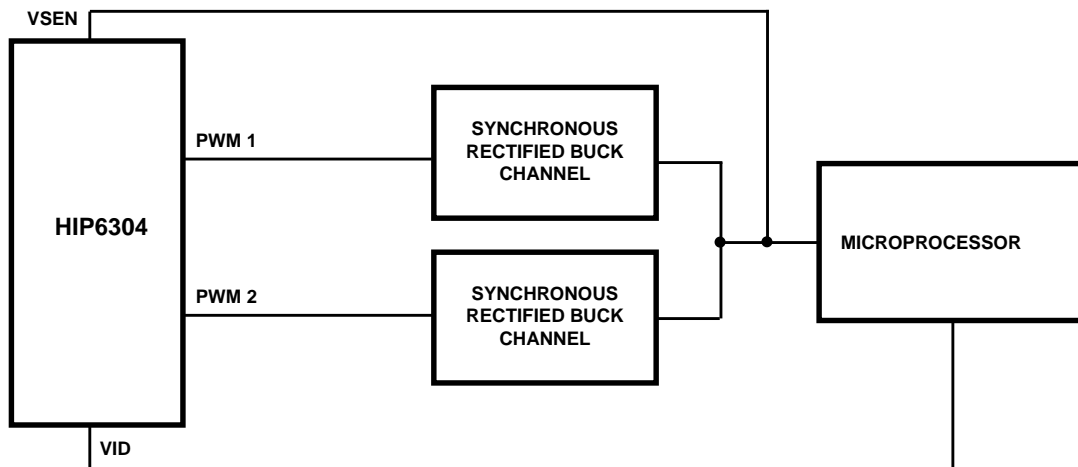 VSEN
PWM 1
SYNCHRONOUS
RECTIFIED BUCK
CHANNEL
HIP6304
MICROPROCESSOR
PWM 2
SYNCHRONOUS
RECTIFIED BUCK
CHANNEL
VID